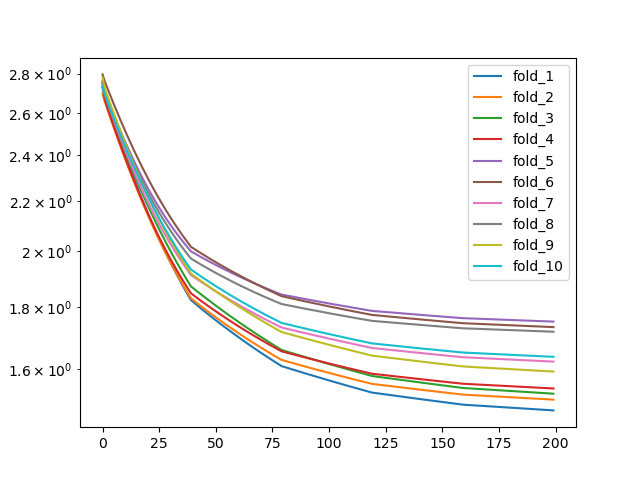 2.8 × 10⁰
2.6 × 10⁰
2.4 × 10⁰
2.2 × 10⁰
2 × 10⁰
1.8 × 10⁰
1.6 × 10⁰
0 25 50 75 100 125 150 175 200
fold_1
fold_2
fold_3
fold_4
fold_5
fold_6
fold_7
fold_8
fold_9
fold_10